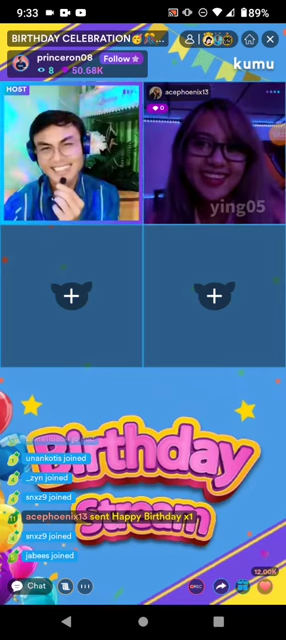 9:33
89%
BIRTHDAY CELEBRATION🥳🎊...
princeron08
Follow
8 50.68K
kumu
HOST
acephoenix13
0
ying05
Birthday
Stream
unankotis joined
_zyn joined
snxz9 joined
acephoenix13 sent Happy Birthday x1
snxz9 joined
jabees joined
12.00K
Chat